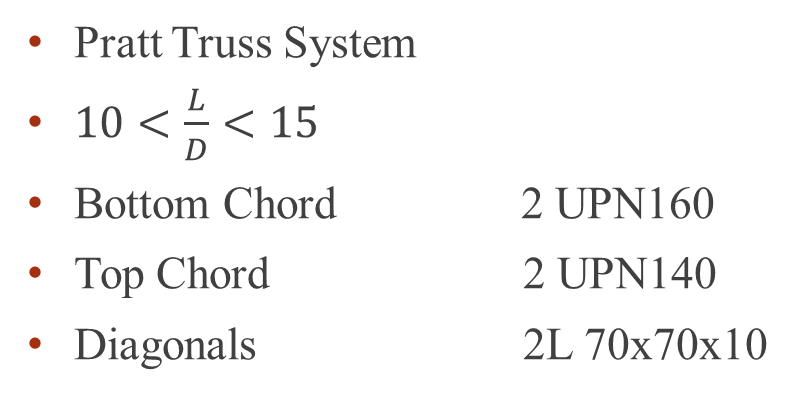 • Pratt Truss System
• 10 < L/D < 15
• Bottom Chord 2 UPN160
• Top Chord 2 UPN140
• Diagonals 2L 70x70x10